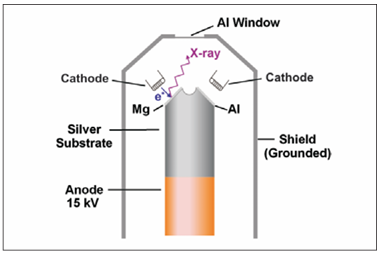 Al Window
X-ray
Cathode
Cathode
e-
Mg
Al
Silver
Substrate
Shield
(Grounded)
Anode
15 kV